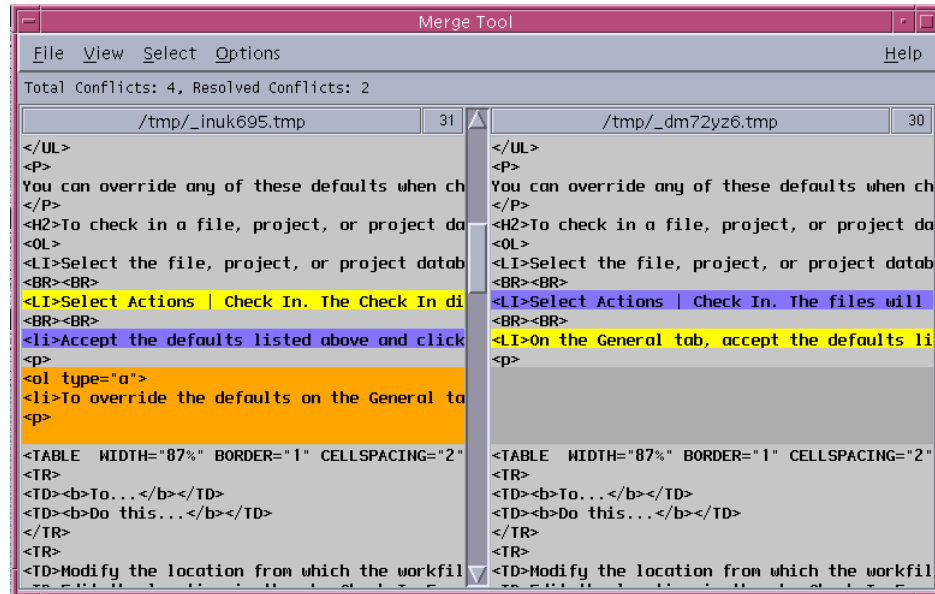 Merge Tool
File View Select Options Help
Total Conflicts: 4, Resolved Conflicts: 2
/tmp/_inuk695.tmp 31
</UL>
<P>
You can override any of these defaults when ch
</P>
<H2>To check in a file, project, or project da
<OL>
<LI>Select the file, project, or project datab
<BR><BR>
<LI>Select Actions | Check In. The Check In di
<BR><BR>
<li>Accept the defaults listed above and click
<p>
<ol type="a">
<li>To override the defaults on the General ta
<p>
<TABLE  WIDTH="87%" BORDER="1" CELLSPACING="2"
<TR>
<TD><b>To...</b></TD>
<TD><b>Do this...</b></TD>
</TR>
<TR>
<TD>Modify the location from which the workfil
/tmp/_dm72yz6.tmp 30
</UL>
<P>
You can override any of these defaults when ch
</P>
<H2>To check in a file, project, or project da
<OL>
<LI>Select the file, project, or project datab
<BR><BR>
<LI>Select Actions | Check In. The files will
<BR><BR>
<LI>On the General tab, accept the defaults li
<p>
<TABLE  WIDTH="87%" BORDER="1" CELLSPACING="2"
<TR>
<TD><b>To...</b></TD>
<TD><b>Do this...</b></TD>
</TR>
<TR>
<TD>Modify the location from which the workfil